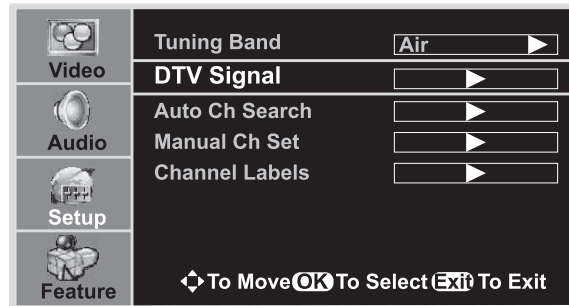 Video
Audio
Setup
Feature
Tuning Band Air
DTV Signal
Auto Ch Search
Manual Ch Set
Channel Labels
To Move OK To Select Exit To Exit